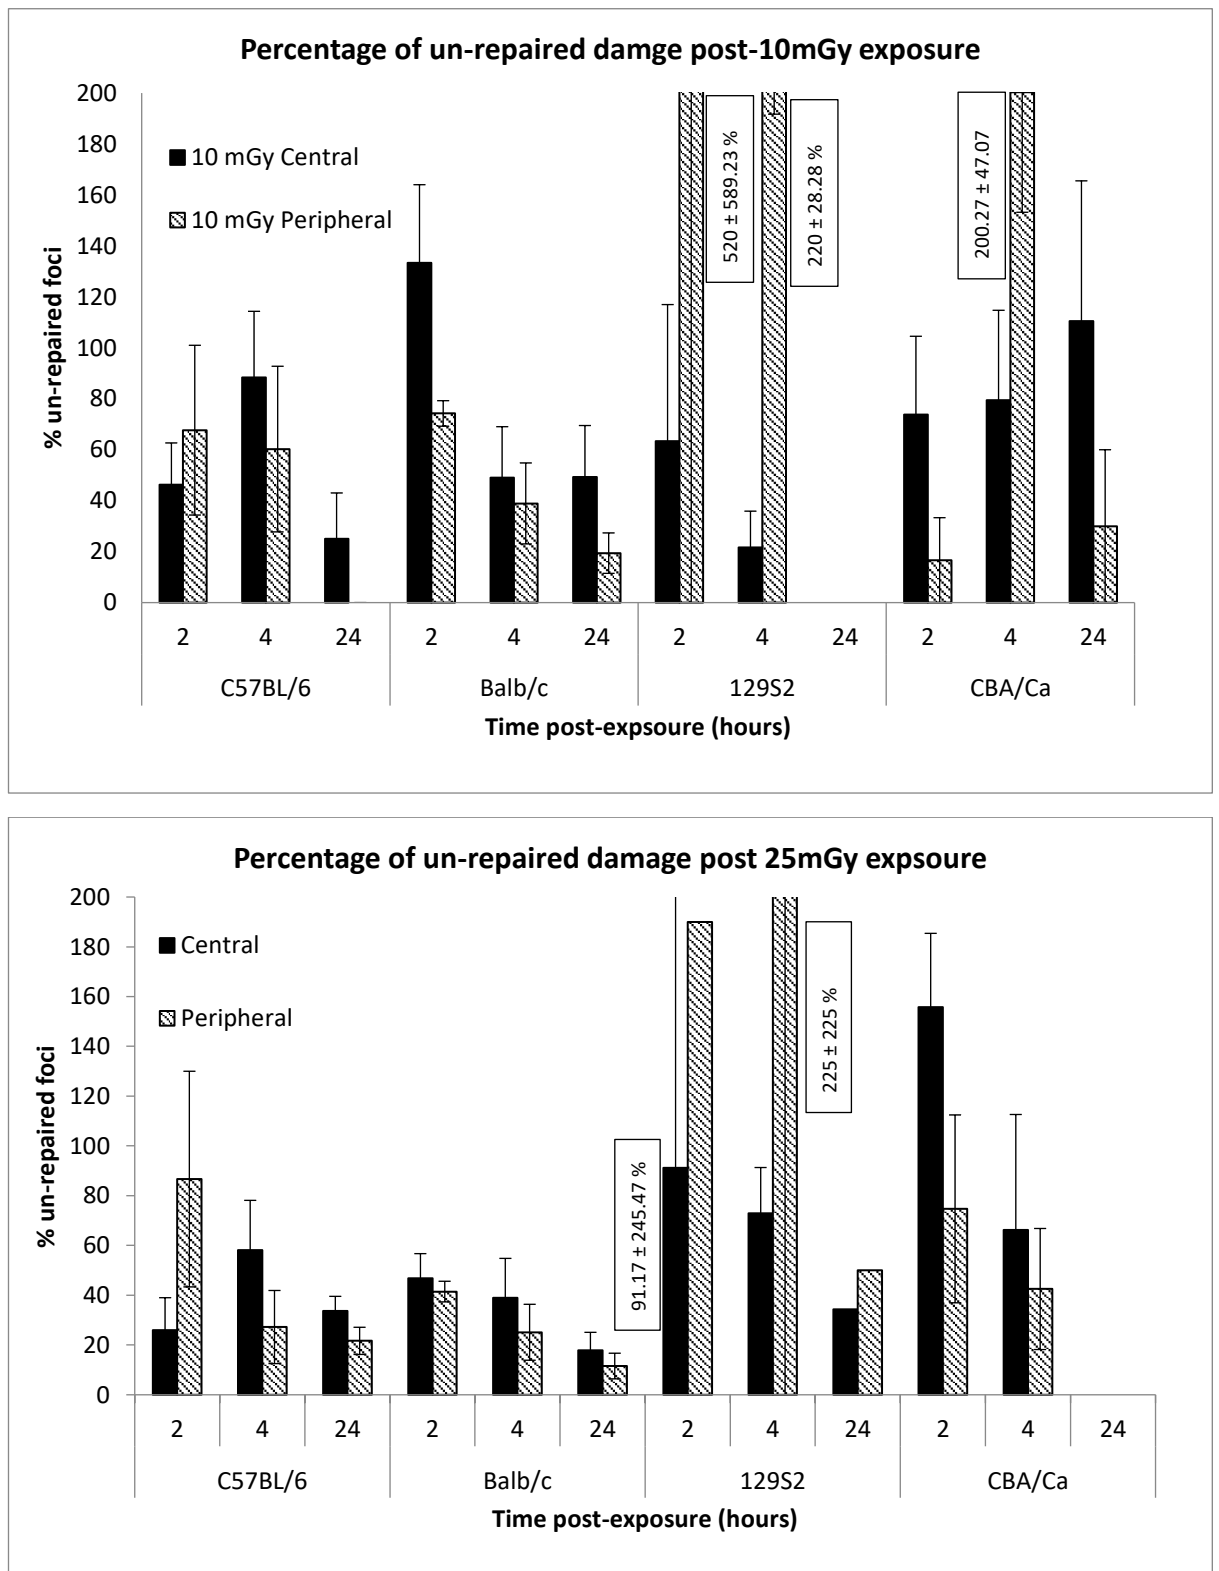 Percentage of un-repaired damge post-10mGy exposure
200
180
160
140
120
100
80
60
40
20
0
% un-repaired foci
10 mGy Central
10 mGy Peripheral
520 ± 589.23 %
220 ± 28.28 %
200.27 ± 47.07
2 4 24 2 4 24 2 4 24 2 4 24
C57BL/6 Balb/c 129S2 CBA/Ca
Time post-expsoure (hours)
Percentage of un-repaired damage post 25mGy expsoure
200
180
160
140
120
100
80
60
40
20
0
% un-repaired foci
Central
Peripheral
91.17 ± 245.47 %
225 ± 225 %
2 4 24 2 4 24 2 4 24 2 4 24
C57BL/6 Balb/c 129S2 CBA/Ca
Time post-exposure (hours)